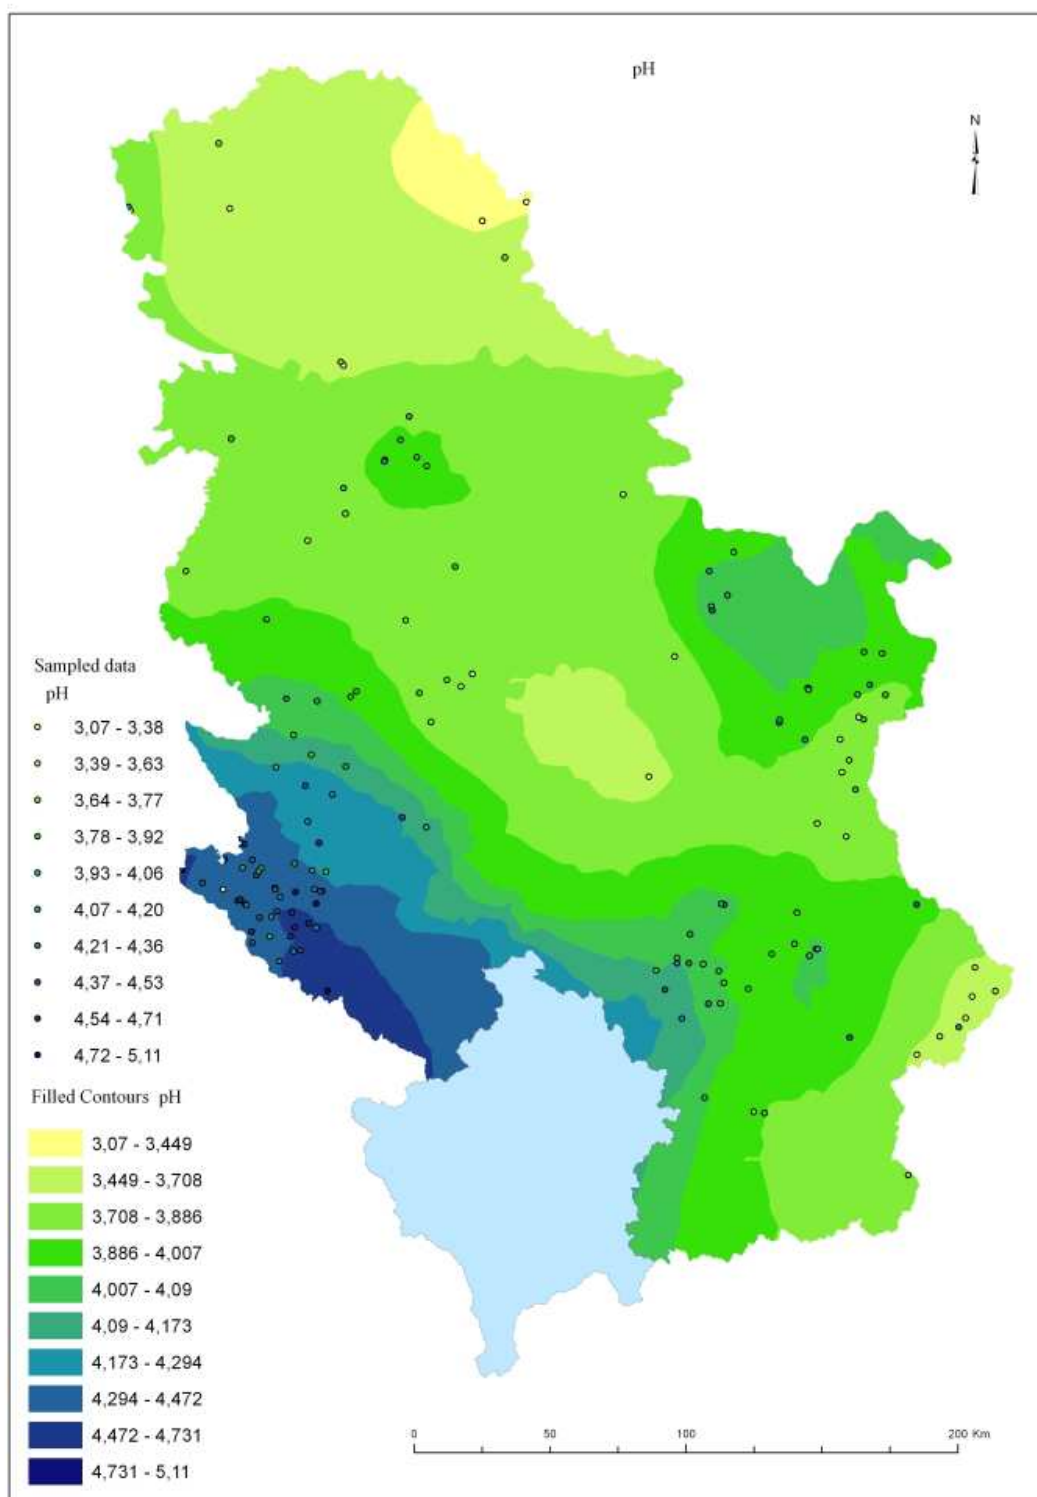 pH
N
Sampled data
pH
3,07 - 3,38
3,39 - 3,63
3,64 - 3,77
3,78 - 3,92
3,93 - 4,06
4,07 - 4,20
4,21 - 4,36
4,37 - 4,53
4,54 - 4,71
4,72 - 5,11
Filled Contours pH
3,07 - 3,449
3,449 - 3,708
3,708 - 3,886
3,886 - 4,007
4,007 - 4,09
4,09 - 4,173
4,173 - 4,294
4,294 - 4,472
4,472 - 4,731
4,731 - 5,11
0 50 100 200 Km